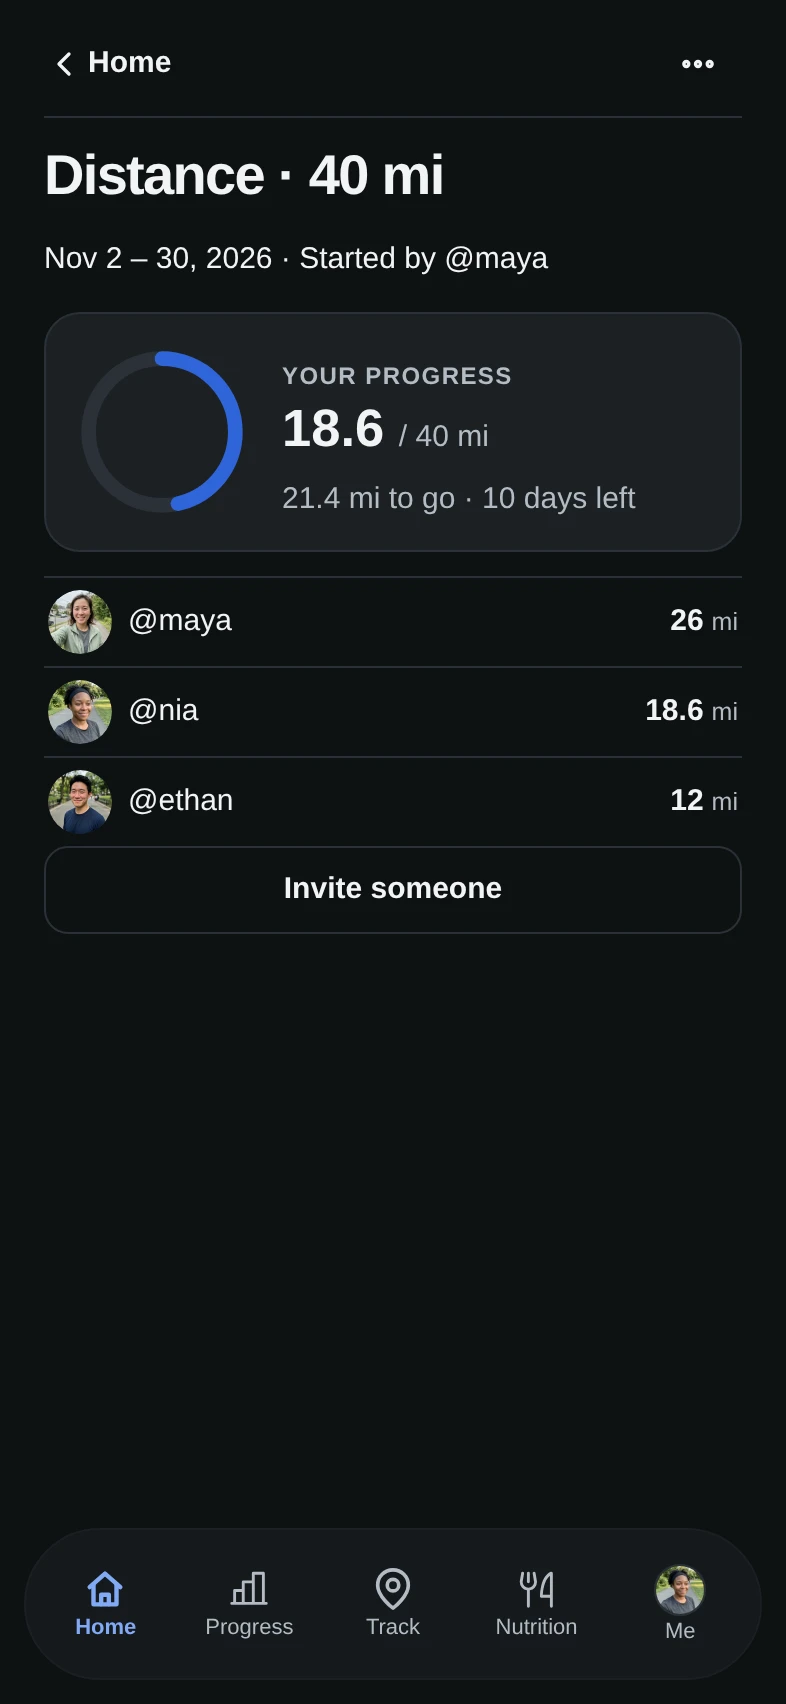 Home
Distance · 40 mi
Nov 2 – 30, 2026 · Started by @maya
YOUR PROGRESS
18.6 / 40 mi
21.4 mi to go · 10 days left
@maya 26 mi
@nia 18.6 mi
@ethan 12 mi
Invite someone
Home Progress Track Nutrition Me